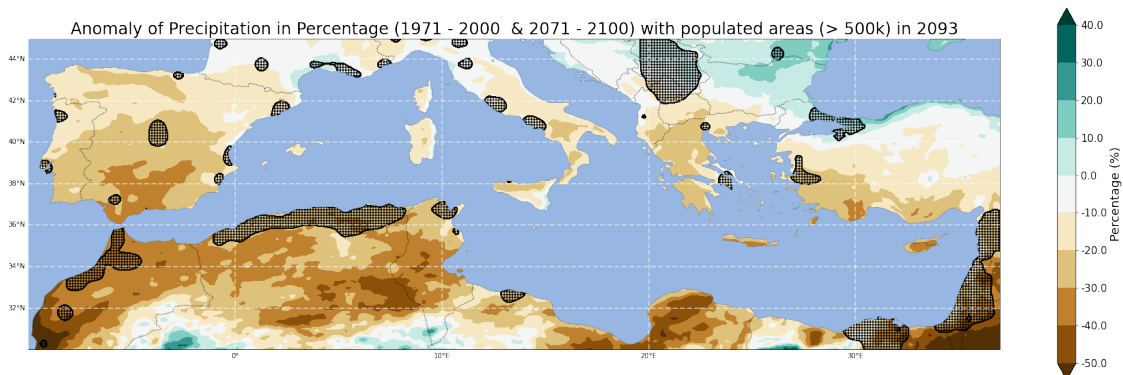 Anomaly of Precipitation in Percentage (1971 - 2000  & 2071 - 2100) with populated areas (> 500k) in 2093
44°N
42°N
40°N
38°N
36°N
34°N
32°N
0°
10°E
20°E
30°E
40.0
30.0
20.0
10.0
0.0
-10.0
-20.0
-30.0
-40.0
-50.0
Percentage (%)